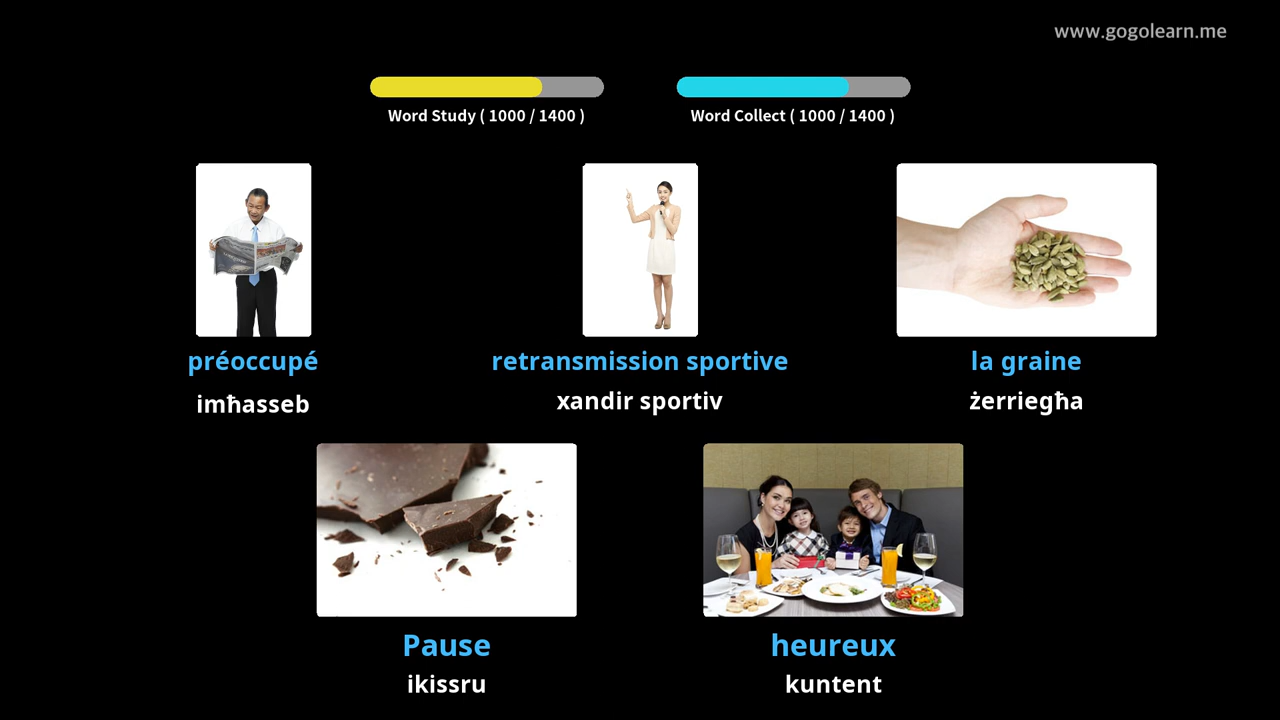 www.gogolearn.me
Word Study ( 1000 / 1400 )
Word Collect ( 1000 / 1400 )
préoccupé
imħasseb
retransmission sportive
xandir sportiv
la graine
żerriegħa
Pause
ikissru
heureux
kuntent